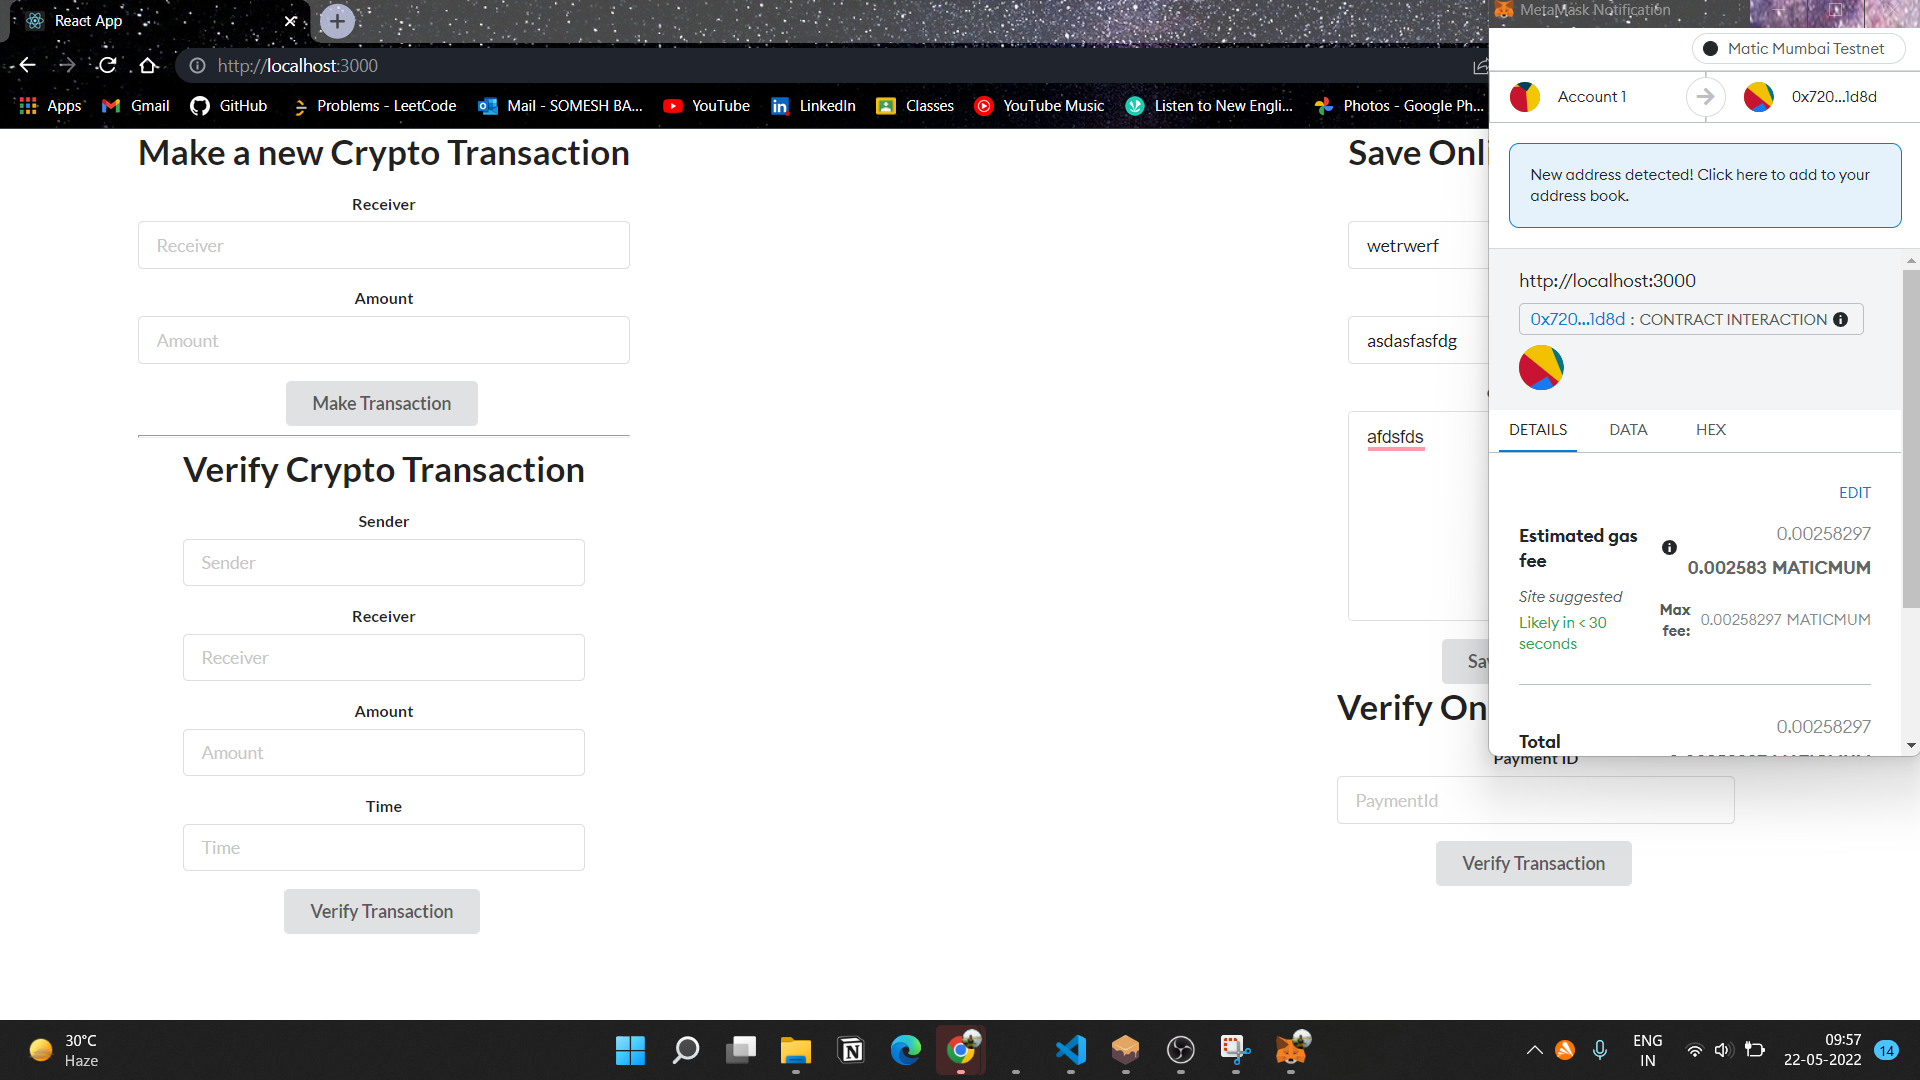 React App
MetaMask Notification
http://localhost:3000
Matic Mumbai Testnet
Apps
Gmail
GitHub
Problems - LeetCode
Mail - SOMESH BA...
YouTube
LinkedIn
Classes
YouTube Music
Listen to New Engli...
Photos - Google Ph...
Account 1
0x720...1d8d
Make a new Crypto Transaction
Receiver
Receiver
Amount
Amount
Make Transaction
Verify Crypto Transaction
Sender
Sender
Receiver
Receiver
Amount
Amount
Time
Time
Verify Transaction
Save Onli
wetrwerf
asdasfasfdg
afdsfds
Sav
Verify On
Payment ID
PaymentId
Verify Transaction
New address detected! Click here to add to your
address book.
http://localhost:3000
0x720...1d8d : CONTRACT INTERACTION
DETAILS
DATA
HEX
EDIT
Estimated gas
fee
0.00258297
0.002583 MATICMUM
Site suggested
Likely in < 30
seconds
Max
fee:
0.00258297 MATICMUM
0.00258297
Total
30°C
Haze
ENG
IN
09:57
22-05-2022
14